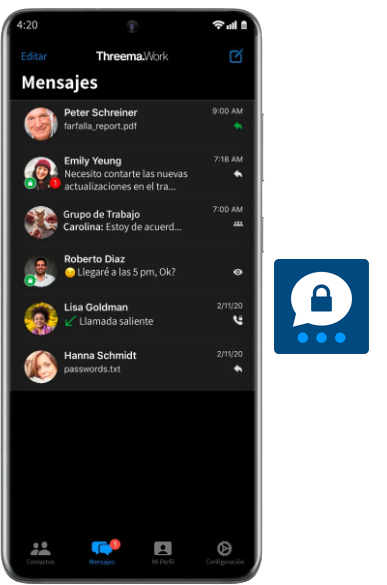 4:20
Editar
Threema.Work
Mensajes
Peter Schreiner
9:00 AM
farfalla_report.pdf
Emily Yeung
7:18 AM
Necesito contarte las nuevas
actualizaciones en el tra...
1
Grupo de Trabajo
7:00 AM
Carolina: Estoy de acuerd...
Roberto Diaz
Llegaré a las 5 pm, Ok?
Lisa Goldman
2/11/20
Llamada saliente
Hanna Schmidt
2/11/20
passwords.txt
1
Contactos
Mensajes
Mi Perfil
Configuración